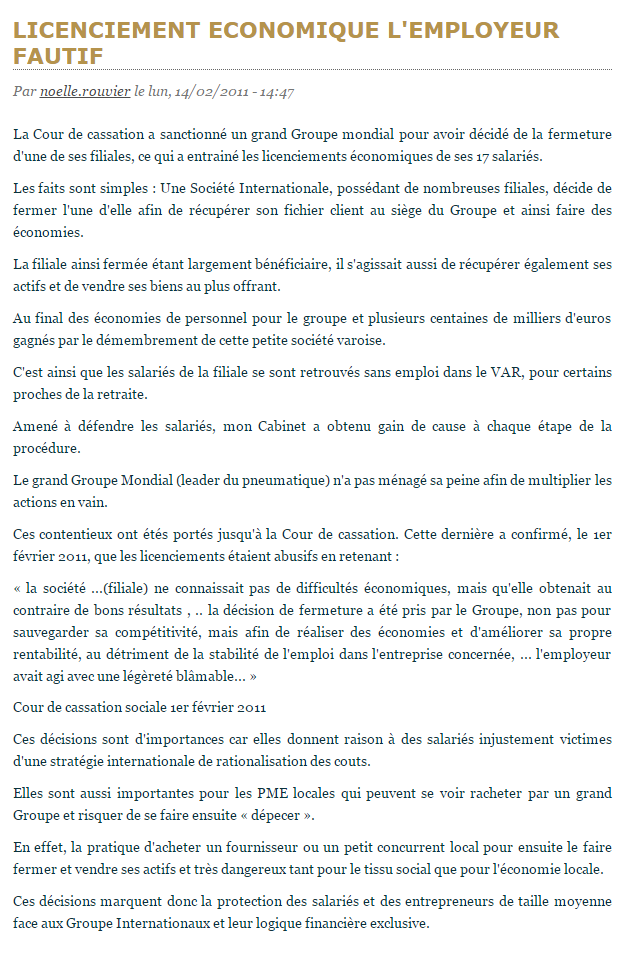 LICENCIEMENT ECONOMIQUE L'EMPLOYEUR
FAUTIF
Par noelle.rouvier le lun, 14/02/2011 - 14:47
La Cour de cassation a sanctionné un grand Groupe mondial pour avoir décidé de la fermeture
d'une de ses filiales, ce qui a entrainé les licenciements économiques de ses 17 salariés.
Les faits sont simples : Une Société Internationale, possédant de nombreuses filiales, décide de
fermer l'une d'elle afin de récupérer son fichier client au siège du Groupe et ainsi faire des
économies.
La filiale ainsi fermée étant largement bénéficiaire, il s'agissait aussi de récupérer également ses
actifs et de vendre ses biens au plus offrant.
Au final des économies de personnel pour le groupe et plusieurs centaines de milliers d'euros
gagnés par le démembrement de cette petite société varoise.
C'est ainsi que les salariés de la filiale se sont retrouvés sans emploi dans le VAR, pour certains
proches de la retraite.
Amené à défendre les salariés, mon Cabinet a obtenu gain de cause à chaque étape de la
procédure.
Le grand Groupe Mondial (leader du pneumatique) n'a pas ménagé sa peine afin de multiplier les
actions en vain.
Ces contentieux ont étés portés jusqu'à la Cour de cassation. Cette dernière a confirmé, le 1er
février 2011, que les licenciements étaient abusifs en retenant :
« la société ...(filiale) ne connaissait pas de difficultés économiques, mais qu'elle obtenait au
contraire de bons résultats , .. la décision de fermeture a été pris par le Groupe, non pas pour
sauvegarder sa compétitivité, mais afin de réaliser des économies et d'améliorer sa propre
rentabilité, au détriment de la stabilité de l'emploi dans l'entreprise concernée, ... l'employeur
avait agi avec une légèreté blâmable... »
Cour de cassation sociale 1er février 2011
Ces décisions sont d'importances car elles donnent raison à des salariés injustement victimes
d'une stratégie internationale de rationalisation des couts.
Elles sont aussi importantes pour les PME locales qui peuvent se voir racheter par un grand
Groupe et risquer de se faire ensuite « dépecer ».
En effet, la pratique d'acheter un fournisseur ou un petit concurrent local pour ensuite le faire
fermer et vendre ses actifs et très dangereux tant pour le tissu social que pour l'économie locale.
Ces décisions marquent donc la protection des salariés et des entrepreneurs de taille moyenne
face aux Groupe Internationaux et leur logique financière exclusive.